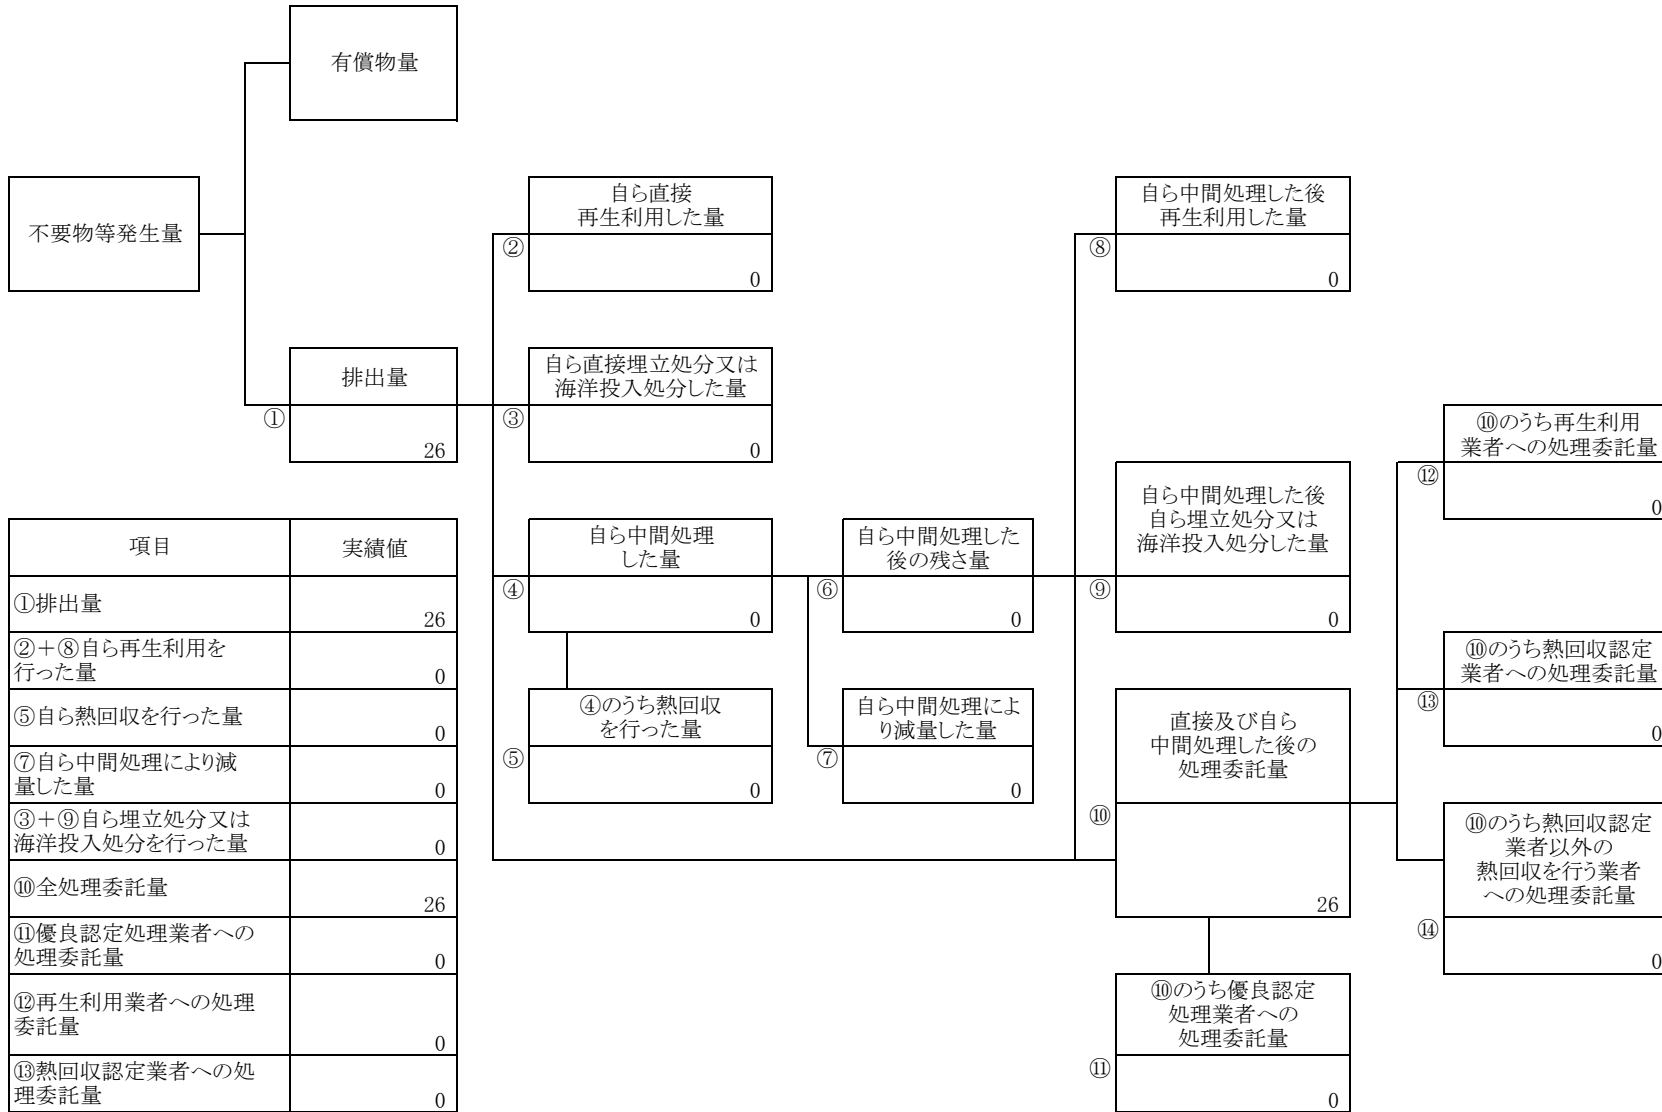 有償物量
不要物等発生量
自ら直接
再生利用した量
②
0
自ら中間処理した後
再生利用した量
⑧
0
排出量
①
26
自ら直接埋立処分又は
海洋投入処分した量
③
0
⑩のうち再生利用
業者への処理委託量
⑫
0
自ら中間処理
した量
④
0
自ら中間処理した
後の残さ量
⑥
0
自ら中間処理した後
自ら埋立処分又は
海洋投入処分した量
⑨
0
⑩のうち熱回収認定
業者への処理委託量
⑬
0
④のうち熱回収
を行った量
⑤
0
自ら中間処理によ
り減量した量
⑦
0
直接及び自ら
中間処理した後の
処理委託量
⑩
26
⑩のうち熱回収認定
業者以外の
熱回収を行う業者
への処理委託量
⑭
0
⑩のうち優良認定
処理業者への
処理委託量
⑪
0
項目 実績値
①排出量 26
②+⑧自ら再生利用を
行った量 0
⑤自ら熱回収を行った量 0
⑦自ら中間処理により減
量した量 0
③+⑨自ら埋立処分又は
海洋投入処分を行った量 0
⑩全処理委託量 26
⑪優良認定処理業者への
処理委託量 0
⑫再生利用業者への処理
委託量 0
⑬熱回収認定業者への処
理委託量 0